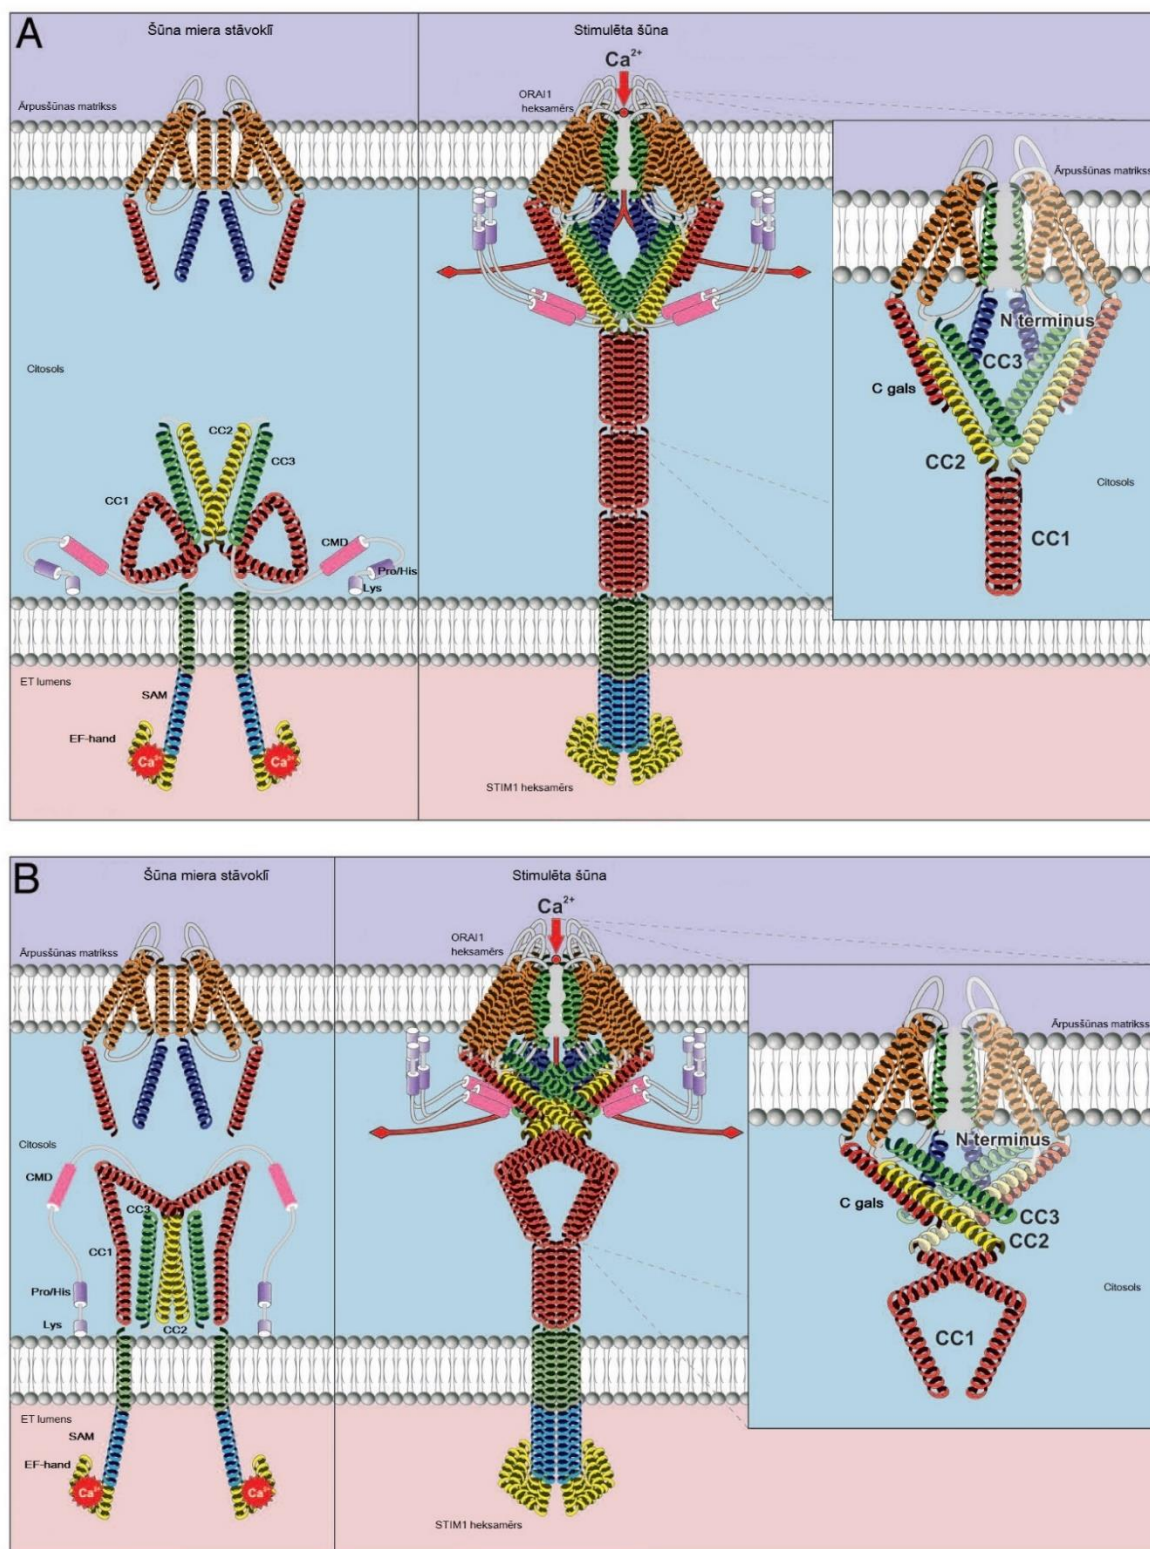 A
Šūna miera stāvoklī
Stimulēta šūna
Ca2+
ORAI1
heksamērs
Ārpusšūnas matrikss
Ārpusšūnas matrikss
N terminus
CC3
C gals
CC2
Citosols
CC1
Citosols
CC2
CC3
CC1
CMD
Pro/His
Lys
ET lumens
SAM
EF-hand
Ca2+
Ca2+
STIM1 heksamērs
B
Šūna miera stāvoklī
Stimulēta šūna
Ca2+
ORAI1
heksamērs
Ārpusšūnas matrikss
Ārpusšūnas matrikss
N terminus
C gals
CC3
CC2
Citosols
CC1
Citosols
CMD
CC3
CC1
Pro/His
Lys
CC2
ET lumens
SAM
EF-hand
Ca2+
Ca2+
STIM1 heksamērs